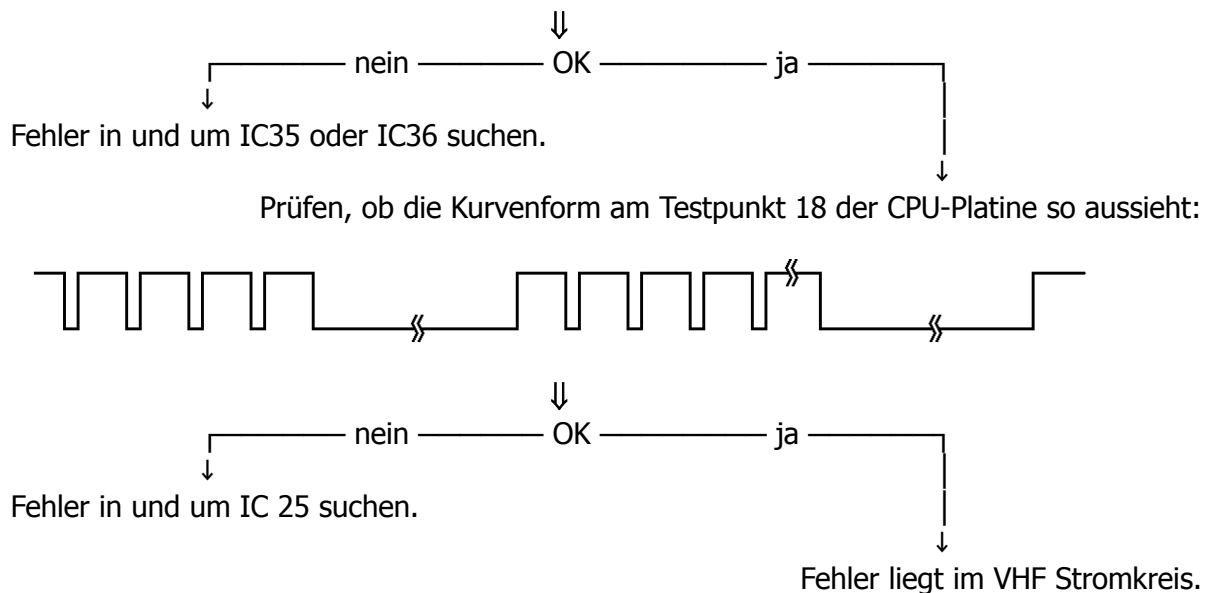 nein OK ja
Fehler in und um IC35 oder IC36 suchen.
Prüfen, ob die Kurvenform am Testpunkt 18 der CPU-Platine so aussieht:
nein OK ja
Fehler in und um IC 25 suchen.
Fehler liegt im VHF Stromkreis.